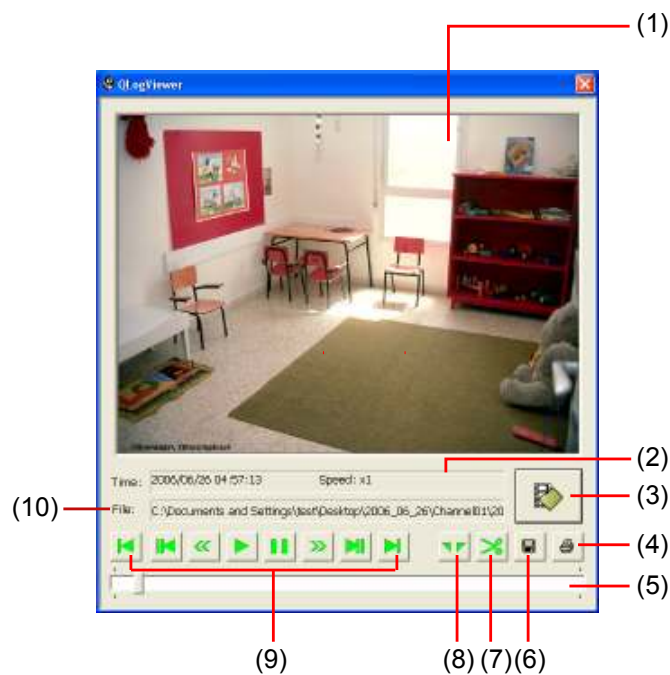 (1)
QLogViewer
(2)
Time: 2006/06/26 04:57:13 Speed: x1
(3)
(10)
File: C:\Documents and Settings\test\Desktop\2006_06_26\Channel01\20
(4)
(5)
(9)
(8) (7) (6)